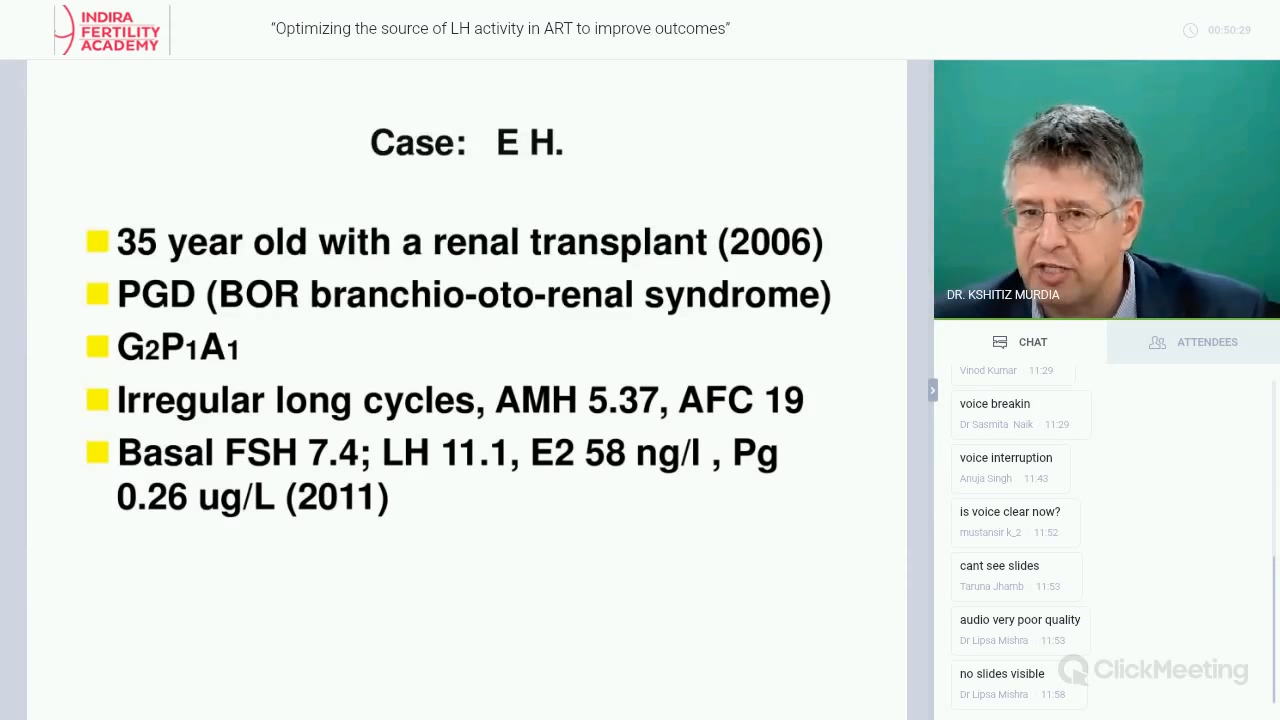 INDIRA
FERTILITY
ACADEMY
“Optimizing the source of LH activity in ART to improve outcomes”
00:50:29
Case: E H.
35 year old with a renal transplant (2006)
PGD (BOR branchio-oto-renal syndrome)
G2P1A1
Irregular long cycles, AMH 5.37, AFC 19
Basal FSH 7.4; LH 11.1, E2 58 ng/l , Pg
0.26 ug/L (2011)
DR. KSHITIZ MURDIA
CHAT
ATTENDEES
Vinod Kumar 11:29
voice breakin
Dr Sasmita Naik 11:29
voice interruption
Anuja Singh 11:43
is voice clear now?
mustansir k_2 11:52
cant see slides
Taruna Jhamb 11:53
audio very poor quality
Dr Lipsa Mishra 11:53
no slides visible
Dr Lipsa Mishra 11:58
ClickMeeting